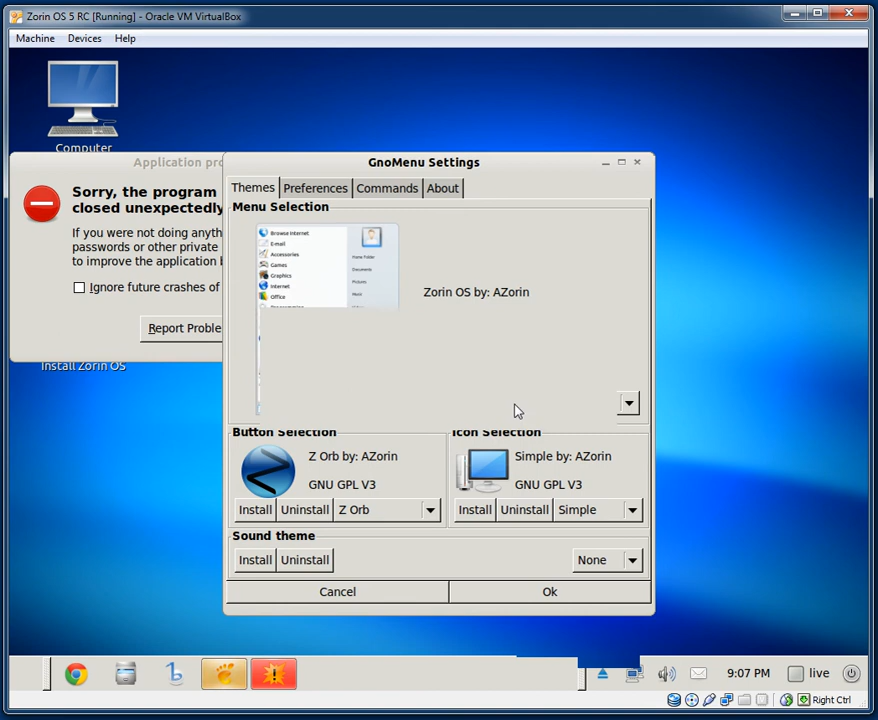 Zorin OS 5 RC [Running] - Oracle VM VirtualBox
Machine Devices Help
Computer
Application pro
Sorry, the program
closed unexpectedly
If you were not doing anyth
passwords or other private
to improve the application b
Ignore future crashes of
Report Proble
Install Zorin OS
GnoMenu Settings
Themes Preferences Commands About
Menu Selection
Browse Internet
E-mail
Accessories
Games
Graphics
Internet
Office
Home Folder
Documents
Pictures
Music
Zorin OS by: AZorin
Button Selection
Z Orb by: AZorin
GNU GPL V3
Install Uninstall Z Orb
Icon Selection
Simple by: AZorin
GNU GPL V3
Install Uninstall Simple
Sound theme
Install Uninstall None
Cancel Ok
9:07 PM live
Right Ctrl